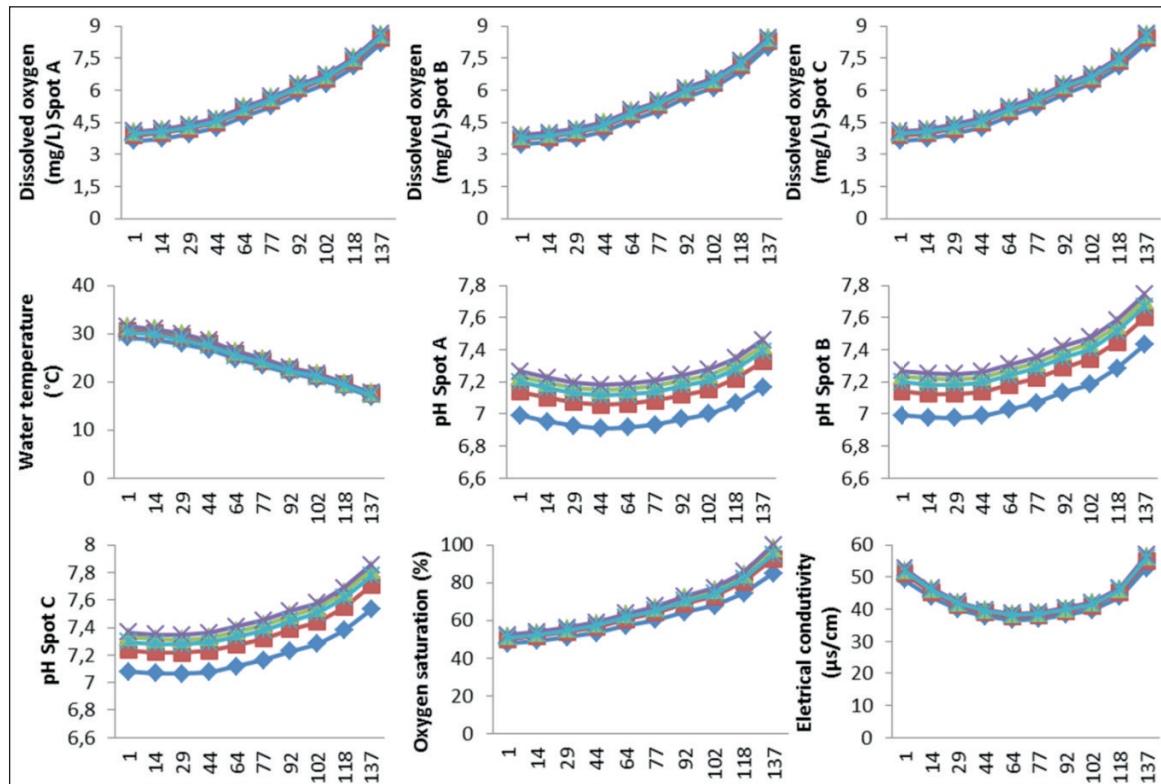 Dissolved oxygen
(mg/L) Spot A
9
7,5
6
4,5
3
1,5
0
1 14 29 44 64 77 92 102 118 137
Dissolved oxygen
(mg/L) Spot B
9
7,5
6
4,5
3
1,5
0
1 14 29 44 64 77 92 102 118 137
Dissolved oxygen
(mg/L) Spot C
9
7,5
6
4,5
3
1,5
0
1 14 29 44 64 77 92 102 118 137
Water temperature
(°C)
40
30
20
10
0
1 14 29 44 64 77 92 102 118 137
pH Spot A
7,8
7,6
7,4
7,2
7
6,8
6,6
1 14 29 44 64 77 92 102 118 137
pH Spot B
7,8
7,6
7,4
7,2
7
6,8
6,6
1 14 29 44 64 77 92 102 118 137
pH Spot C
8
7,8
7,6
7,4
7,2
7
6,8
6,6
1 14 29 44 64 77 92 102 118 137
Oxygen saturation (%)
100
80
60
40
20
0
1 14 29 44 64 77 92 102 118 137
Eletrical condutivity
(µs/cm)
60
50
40
30
20
10
0
1 14 29 44 64 77 92 102 118 137